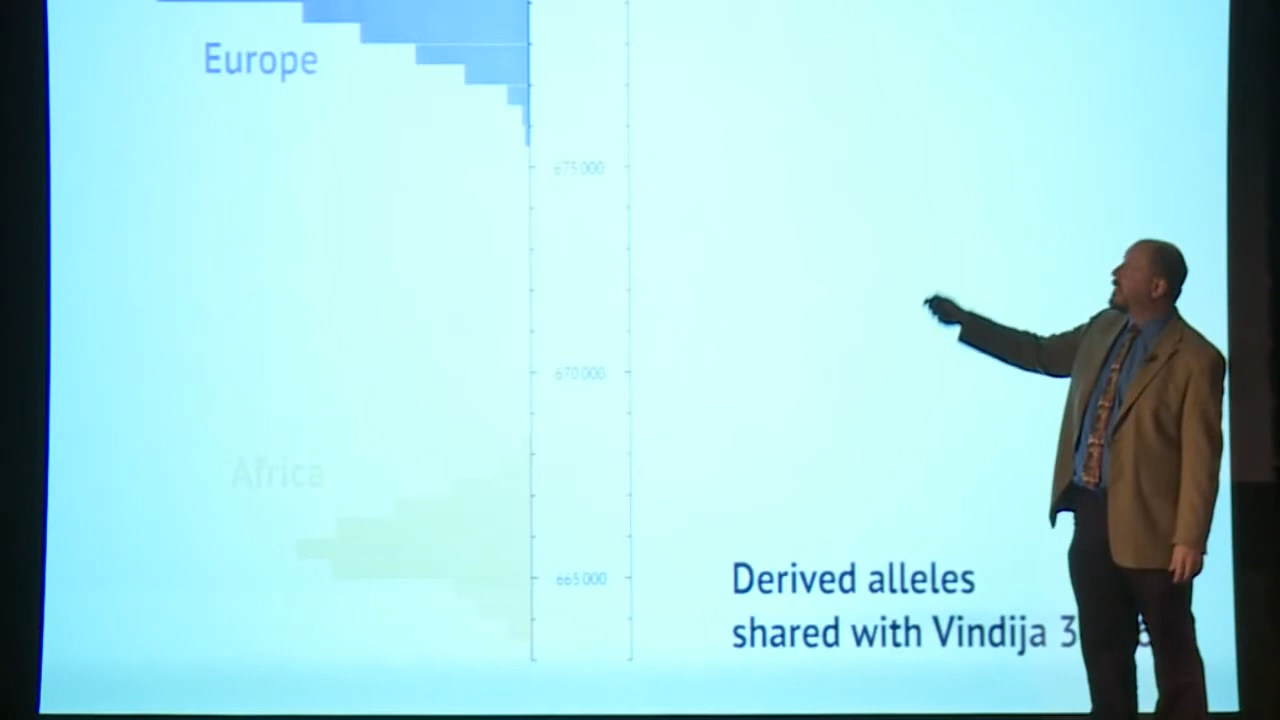 Europe
675 000
670 000
Africa
665 000
Derived alleles
shared with Vindija